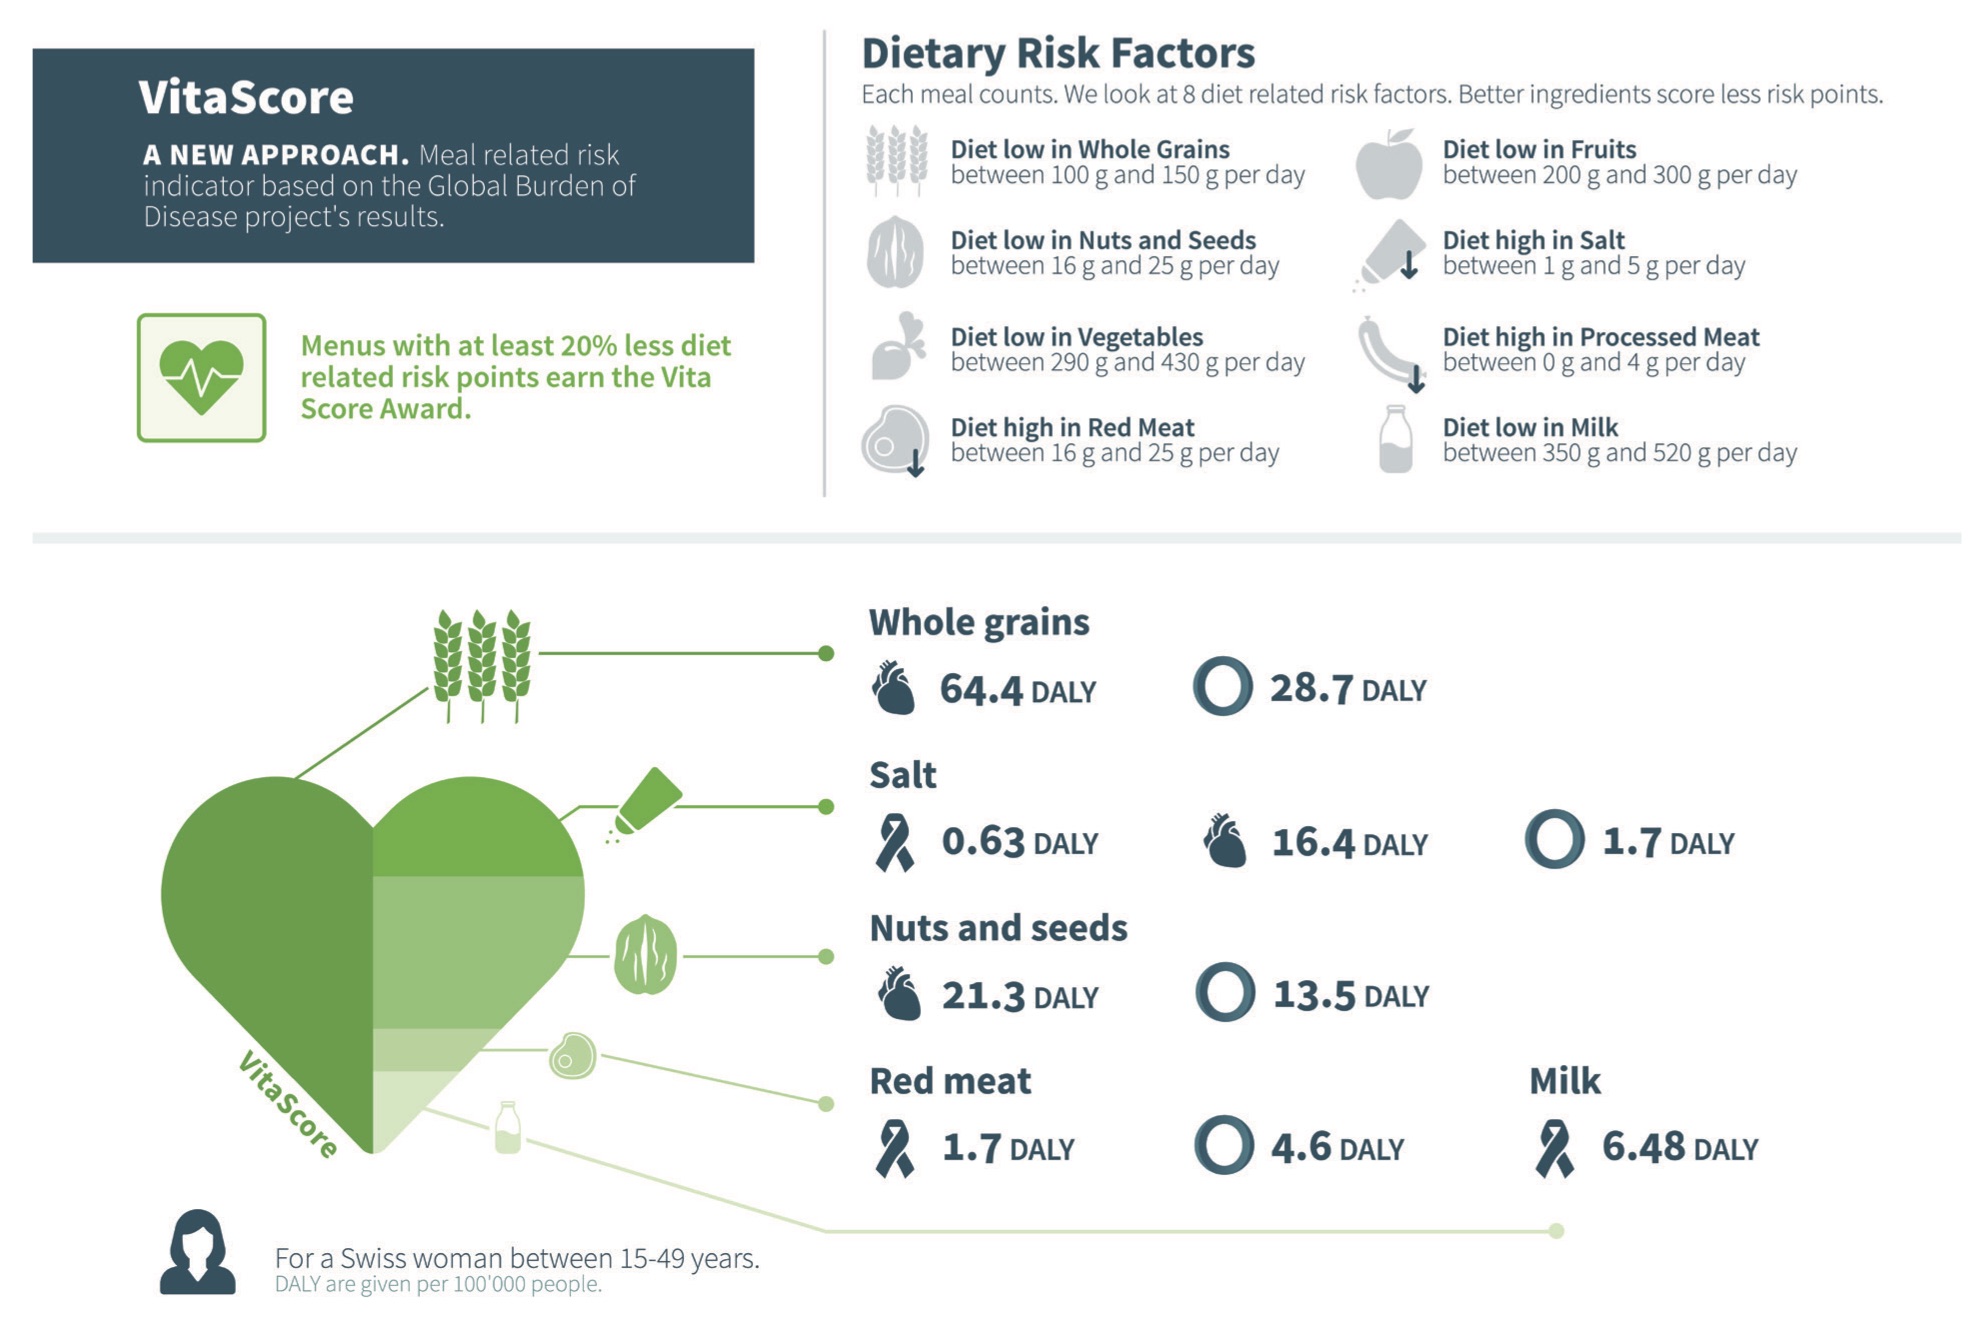 VitaScore
A NEW APPROACH. Meal related risk
indicator based on the Global Burden of
Disease project's results.
Menus with at least 20% less diet
related risk points earn the Vita
Score Award.
Dietary Risk Factors
Each meal counts. We look at 8 diet related risk factors. Better ingredients score less risk points.
Diet low in Whole Grains
between 100 g and 150 g per day
Diet low in Fruits
between 200 g and 300 g per day
Diet low in Nuts and Seeds
between 16 g and 25 g per day
Diet high in Salt
between 1 g and 5 g per day
Diet low in Vegetables
between 290 g and 430 g per day
Diet high in Processed Meat
between 0 g and 4 g per day
Diet high in Red Meat
between 16 g and 25 g per day
Diet low in Milk
between 350 g and 520 g per day
Whole grains
64.4 DALY 28.7 DALY
Salt
0.63 DALY 16.4 DALY 1.7 DALY
Nuts and seeds
21.3 DALY 13.5 DALY
Red meat
1.7 DALY 4.6 DALY
Milk
6.48 DALY
VitaScore
For a Swiss woman between 15-49 years.
DALY are given per 100'000 people.